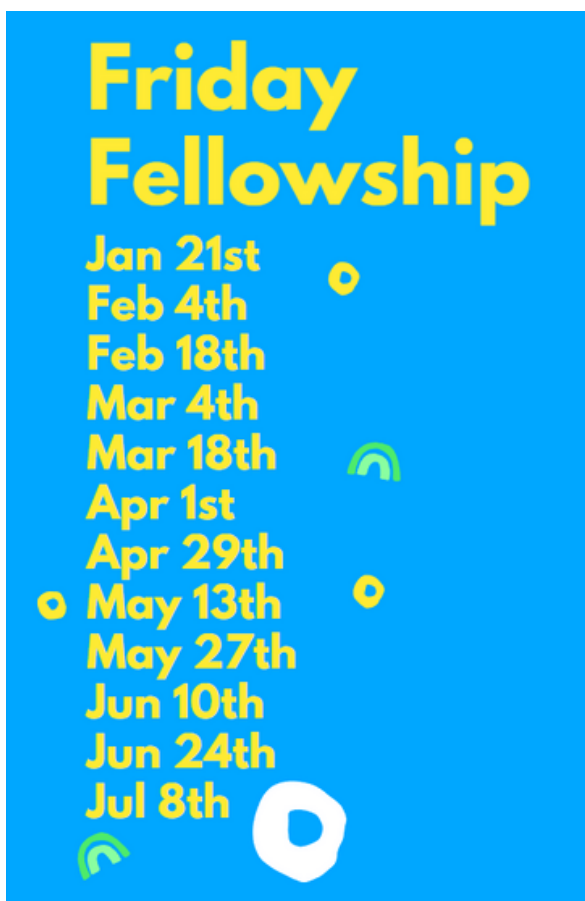 Friday
Fellowship
Jan 21st
Feb 4th
Feb 18th
Mar 4th
Mar 18th
Apr 1st
Apr 29th
May 13th
May 27th
Jun 10th
Jun 24th
Jul 8th